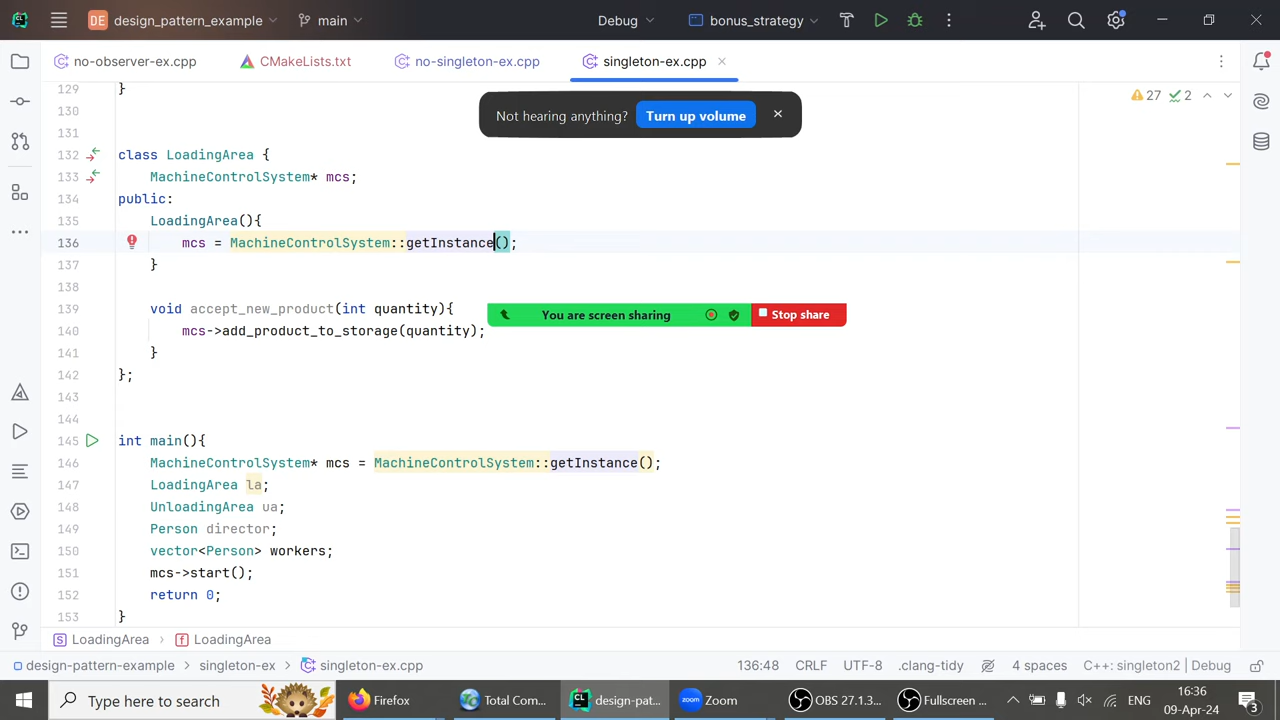 DE design_pattern_example main Debug bonus_strategy
no-observer-ex.cpp CMakeLists.txt no-singleton-ex.cpp singleton-ex.cpp
129 }
27 2
Not hearing anything? Turn up volume
130
131
132 class LoadingArea {
133 MachineControlSystem* mcs;
134 public:
135 LoadingArea(){
136 mcs = MachineControlSystem::getInstance();
137 }
138
139 void accept_new_product(int quantity){
You are screen sharing Stop share
140 mcs->add_product_to_storage(quantity);
141 }
142 };
143
144
145 int main(){
146 MachineControlSystem* mcs = MachineControlSystem::getInstance();
147 LoadingArea la;
148 UnloadingArea ua;
149 Person director;
150 vector<Person> workers;
151 mcs->start();
152 return 0;
153 }
S LoadingArea f LoadingArea
design-pattern-example singleton-ex singleton-ex.cpp 136:48 CRLF UTF-8 .clang-tidy 4 spaces C++: singleton2 | Debug
Type here to search Firefox Total Com... design-pat... zoom Zoom OBS 27.1.3... Fullscreen ... ENG 16:36
09-Apr-24 3